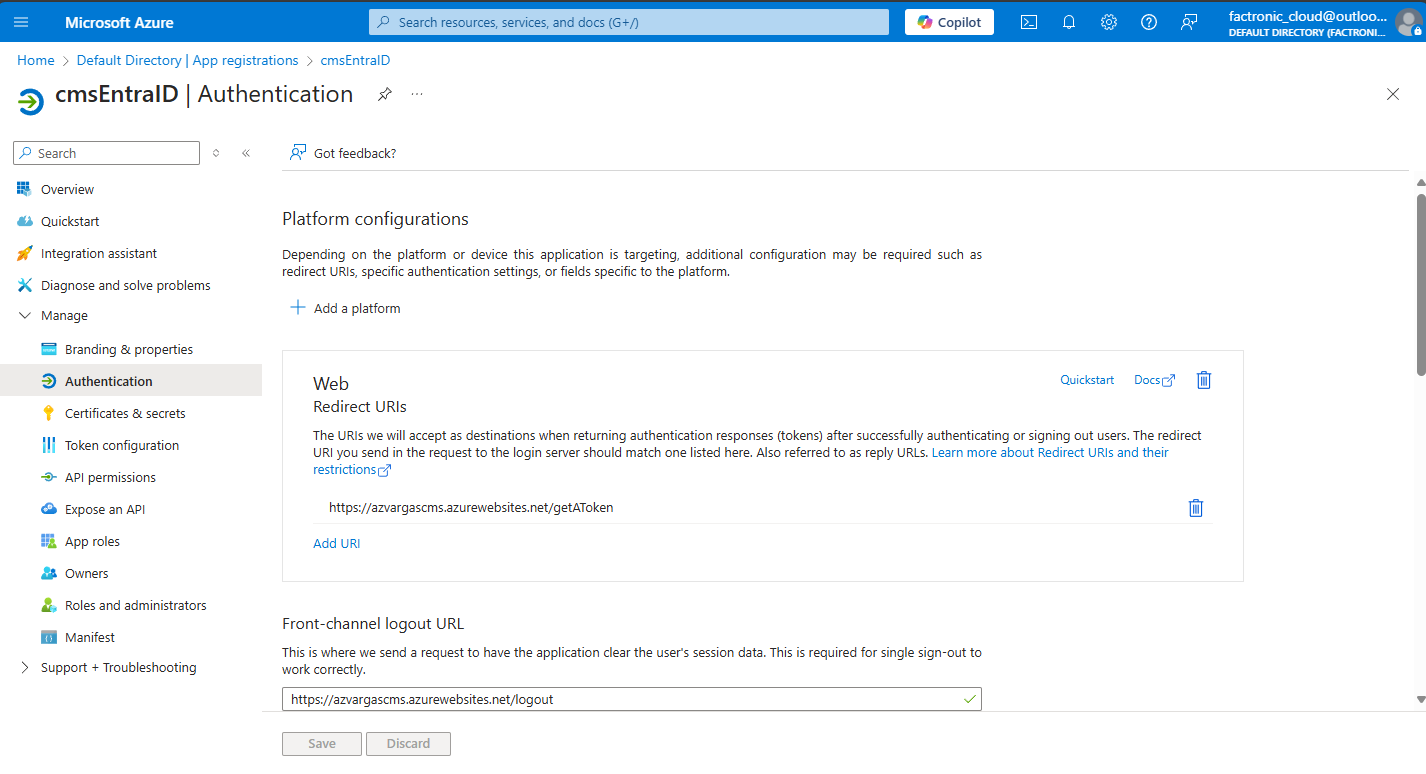 Microsoft Azure
Search resources, services, and docs (G+/)
Copilot
factronic_cloud@outloo...
DEFAULT DIRECTORY (FACTRONI...
Home > Default Directory | App registrations > cmsEntraID
cmsEntraID | Authentication
Search
Got feedback?
Overview
Quickstart
Integration assistant
Diagnose and solve problems
Manage
Branding & properties
Authentication
Certificates & secrets
Token configuration
API permissions
Expose an API
App roles
Owners
Roles and administrators
Manifest
Support + Troubleshooting
Platform configurations
Depending on the platform or device this application is targeting, additional configuration may be required such as
redirect URIs, specific authentication settings, or fields specific to the platform.
Add a platform
Web
Quickstart
Docs
Redirect URIs
The URIs we will accept as destinations when returning authentication responses (tokens) after successfully authenticating or signing out users. The redirect
URI you send in the request to the login server should match one listed here. Also referred to as reply URLs. Learn more about Redirect URIs and their
restrictions
https://azvargascms.azurewebsites.net/getAToken
Add URI
Front-channel logout URL
This is where we send a request to have the application clear the user's session data. This is required for single sign-out to
work correctly.
https://azvargascms.azurewebsites.net/logout
Save
Discard